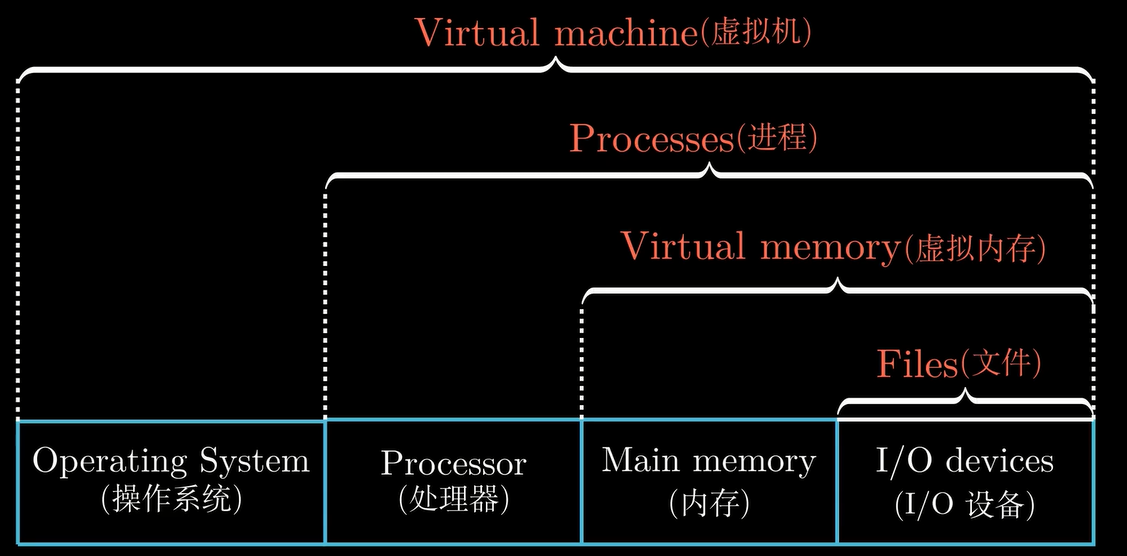 Virtual machine(虚拟机)
Processes(进程)
Virtual memory(虚拟内存)
Files(文件)
Operating System
(操作系统)
Processor
(处理器)
Main memory
(内存)
I/O devices
(I/O 设备)